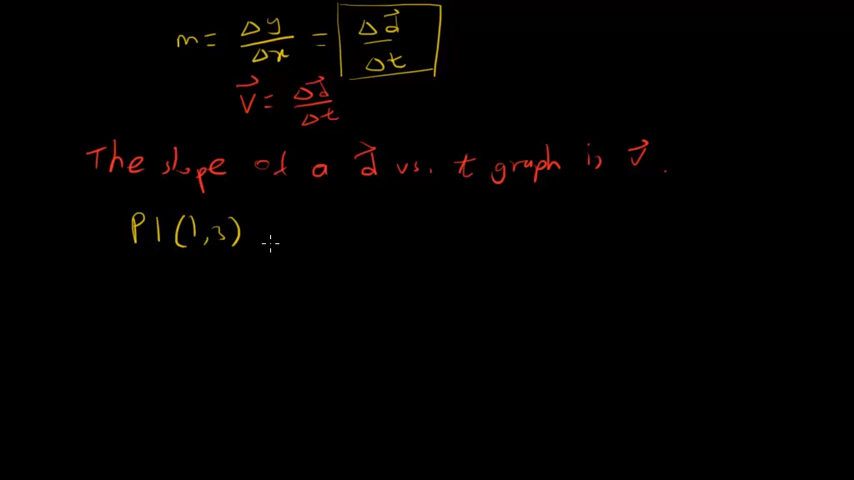 m = Δy/Δx = Δd⃗/Δt
v⃗ = Δd⃗/Δt
The slope of a d⃗ vs. t graph is v⃗.
P1(1,3)